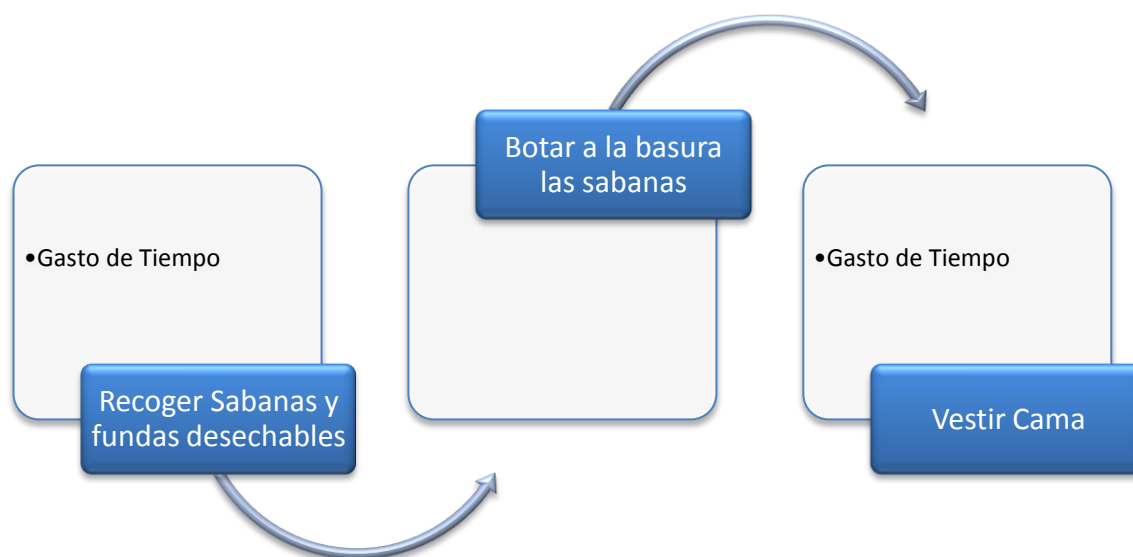 •Gasto de Tiempo
Recoger Sabanas y
fundas desechables
Botar a la basura
las sabanas
•Gasto de Tiempo
Vestir Cama